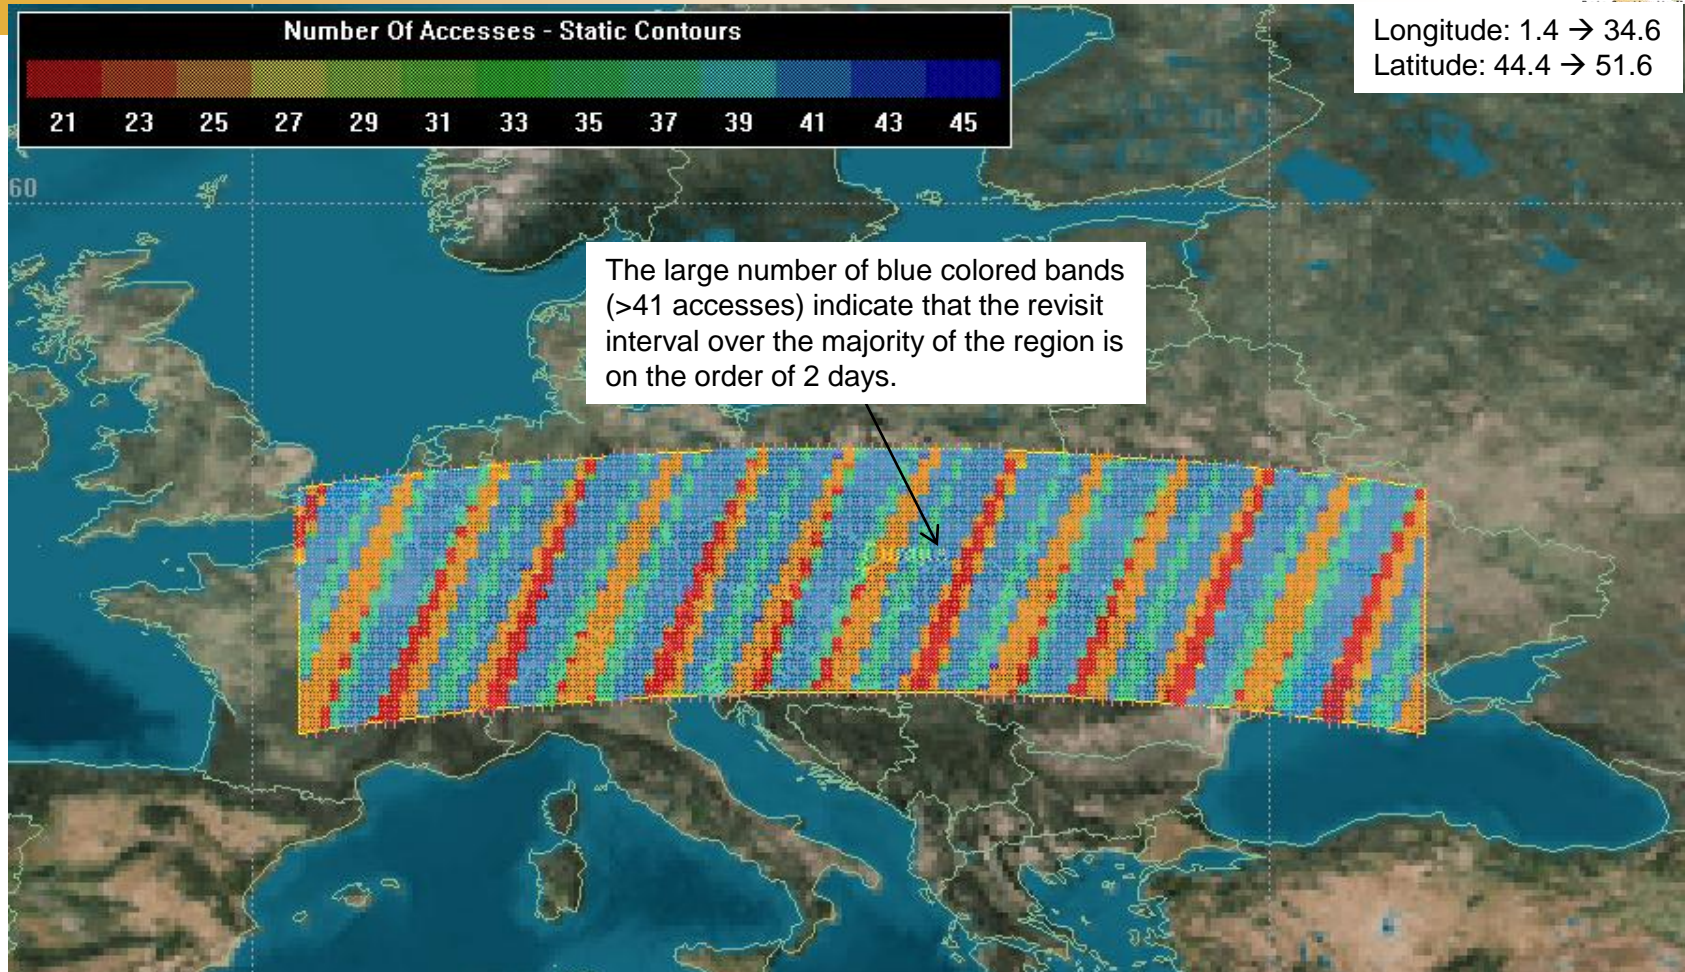 Number Of Accesses - Static Contours
21 23 25 27 29 31 33 35 37 39 41 43 45
Longitude: 1.4 → 34.6
Latitude: 44.4 → 51.6
60
The large number of blue colored bands
(>41 accesses) indicate that the revisit
interval over the majority of the region is
on the order of 2 days.